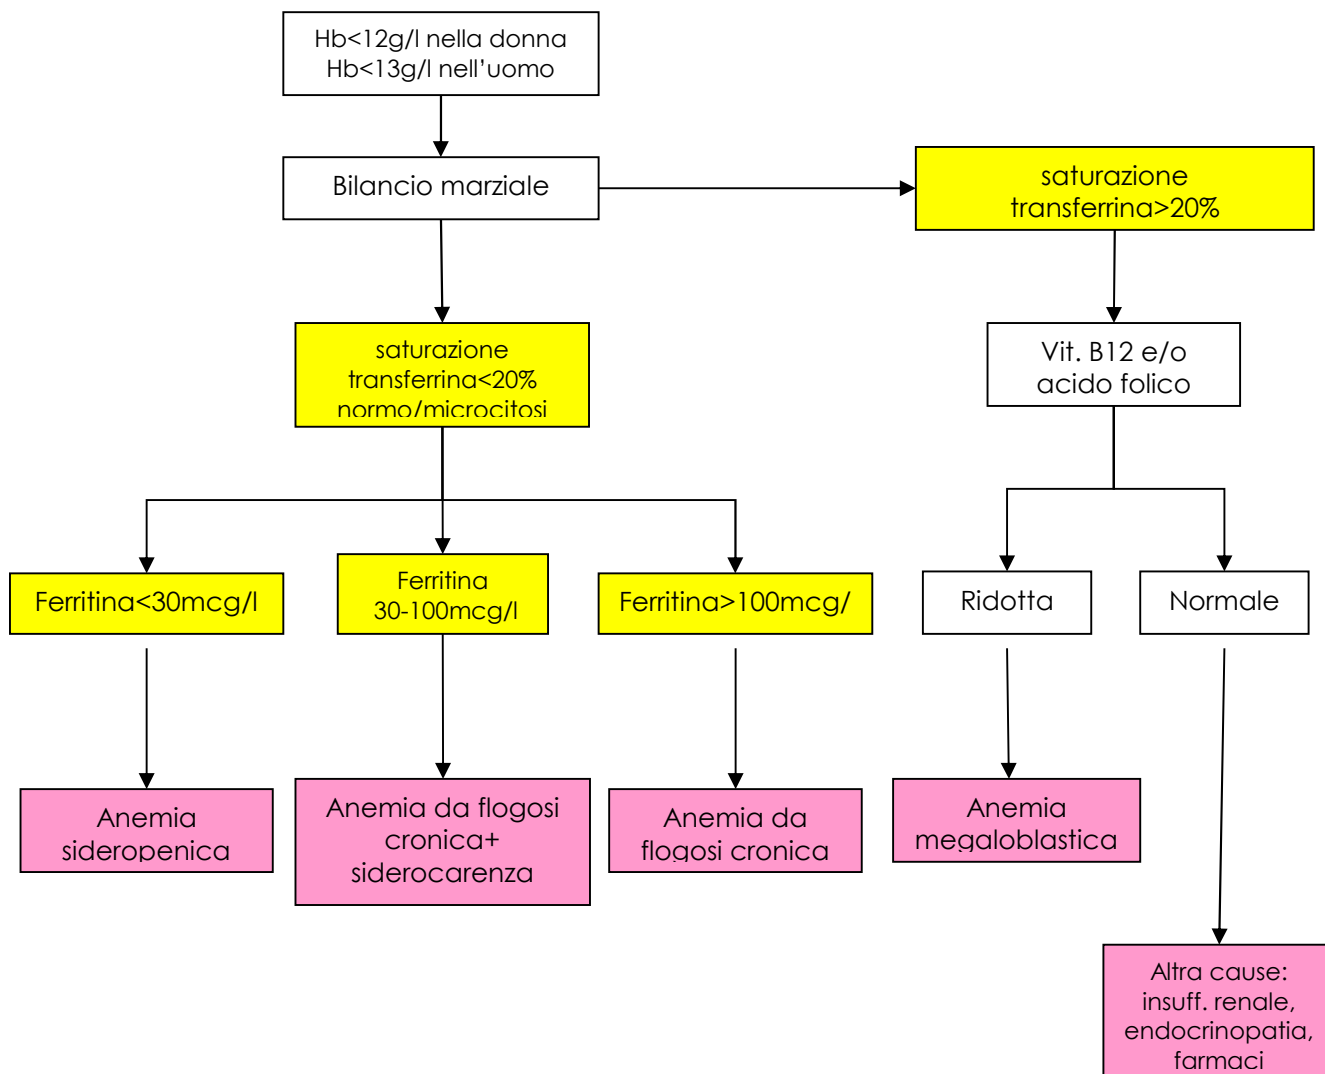 Hb<12g/l nella donna
Hb<13g/l nell'uomo
Bilancio marziale
saturazione
transferrina>20%
saturazione
transferrina<20%
normo/microcitosi
Vit. B12 e/o
acido folico
Ferritina<30mcg/l
Ferritina
30-100mcg/l
Ferritina>100mcg/
Ridotta
Normale
Anemia
sideropenica
Anemia da flogosi
cronica+
siderocarenza
Anemia da
flogosi cronica
Anemia
megaloblastica
Altra cause:
insuff. renale,
endocrinopatia,
farmaci